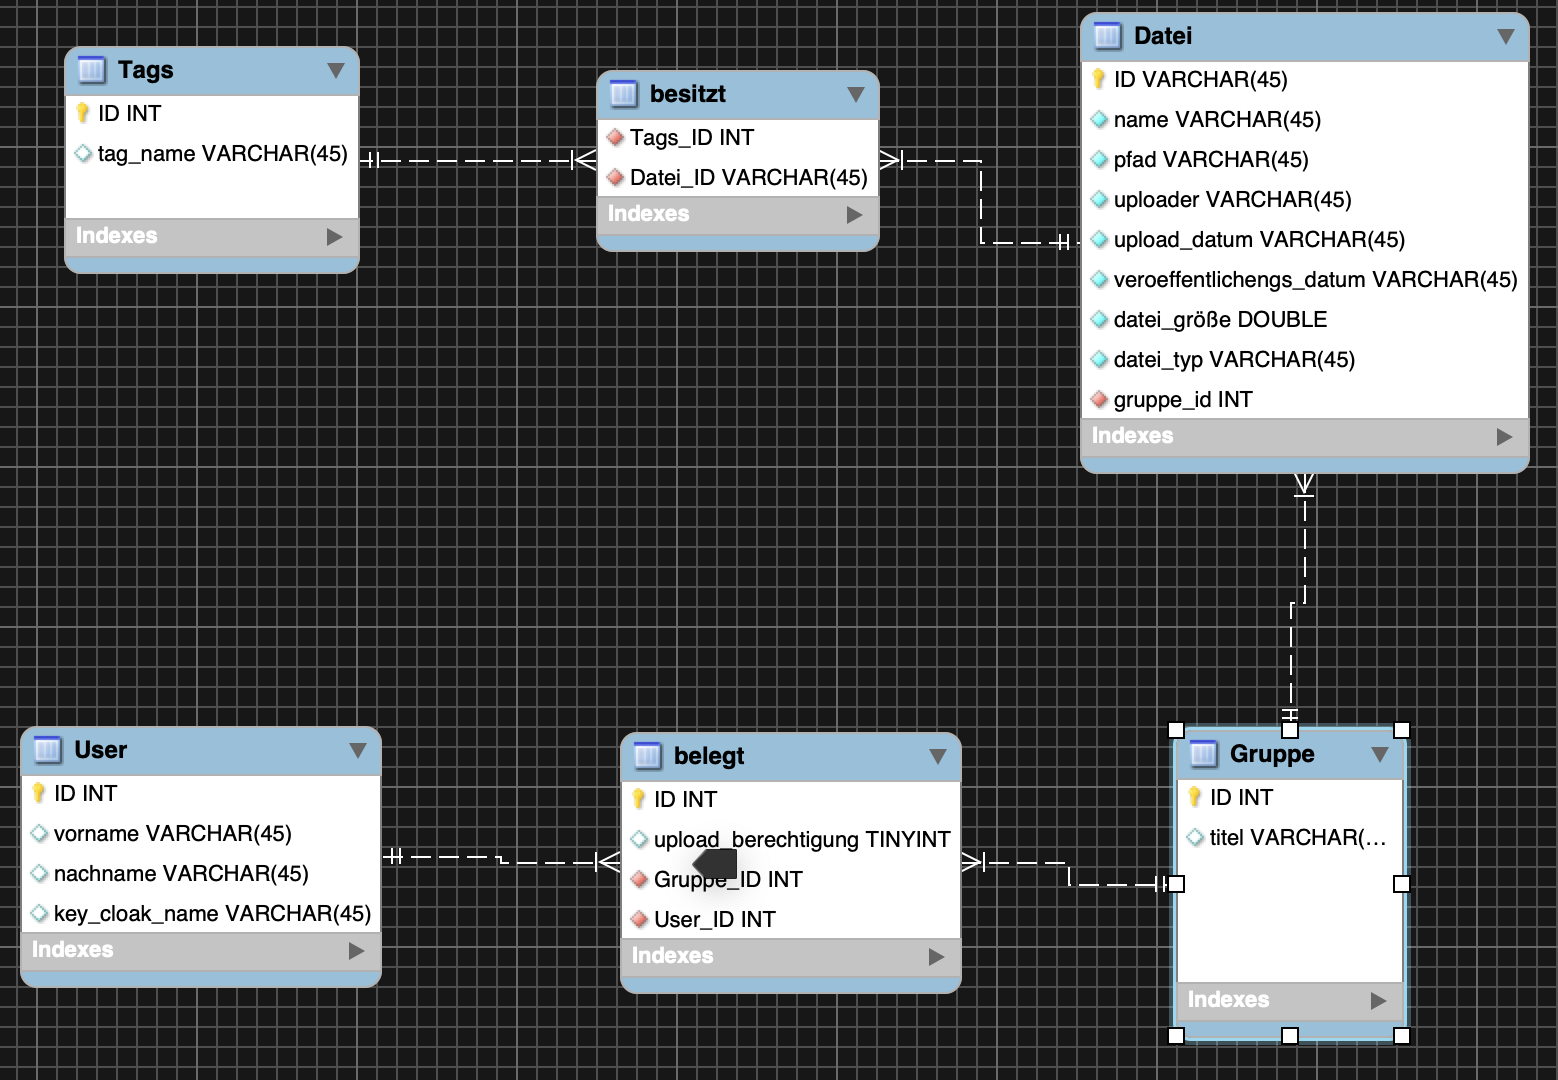 Tags
ID INT
tag_name VARCHAR(45)
Indexes
besitzt
Tags_ID INT
Datei_ID VARCHAR(45)
Indexes
Datei
ID VARCHAR(45)
name VARCHAR(45)
pfad VARCHAR(45)
uploader VARCHAR(45)
upload_datum VARCHAR(45)
veroeffentlichengs_datum VARCHAR(45)
datei_größe DOUBLE
datei_typ VARCHAR(45)
gruppe_id INT
Indexes
User
ID INT
vorname VARCHAR(45)
nachname VARCHAR(45)
key_cloak_name VARCHAR(45)
Indexes
belegt
ID INT
upload_berechtigung TINYINT
Gruppe_ID INT
User_ID INT
Indexes
Gruppe
ID INT
titel VARCHAR(...
Indexes